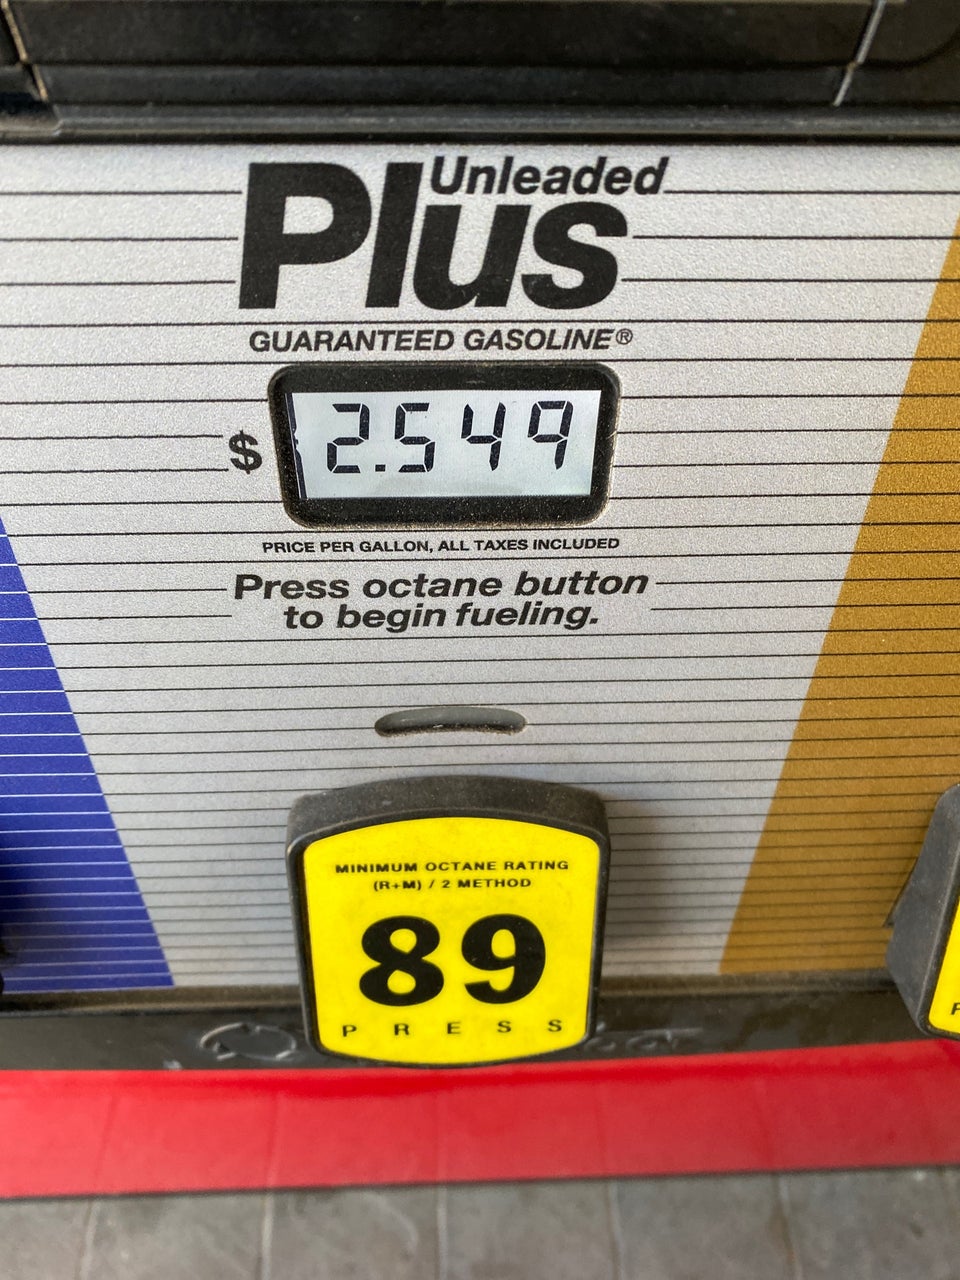 Unleaded
Plus
GUARANTEED GASOLINE®
$ 2.549
PRICE PER GALLON, ALL TAXES INCLUDED
Press octane button
to begin fueling.
MINIMUM OCTANE RATING
(R+M) / 2 METHOD
89
PRESS
P